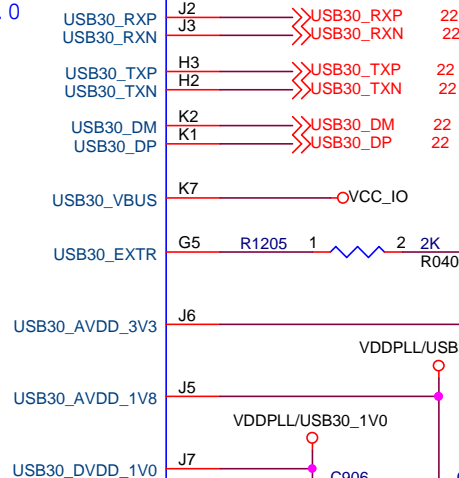 .0
USB30_RXP J2 USB30_RXP 22
USB30_RXN J3 USB30_RXN 22
USB30_TXP H3 USB30_TXP 22
USB30_TXN H2 USB30_TXN 22
USB30_DM K2 USB30_DM 22
USB30_DP K1 USB30_DP 22
USB30_VBUS K7 VCC_IO
USB30_EXTR G5 R1205 1 2 2K
R040
USB30_AVDD_3V3 J6
VDDPLL/USB
USB30_AVDD_1V8 J5
VDDPLL/USB30_1V0
USB30_DVDD_1V0 J7
C906